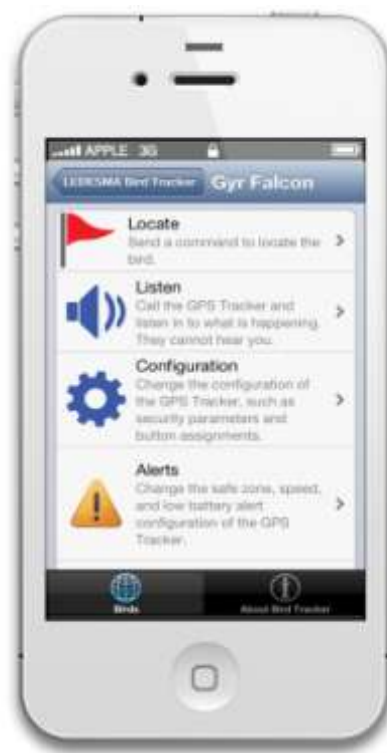 APPLE 3G
LEDESMA Bird Tracker Gyr Falcon
Locate
Send a command to locate the
bird.
Listen
Call the GPS Tracker and
listen in to what is happening.
They cannot hear you.
Configuration
Change the configuration of
the GPS Tracker, such as
security parameters and
button assignments.
Alerts
Change the safe zone, speed,
and low battery alert
configuration of the GPS
Tracker.
Birds About Bird Tracker